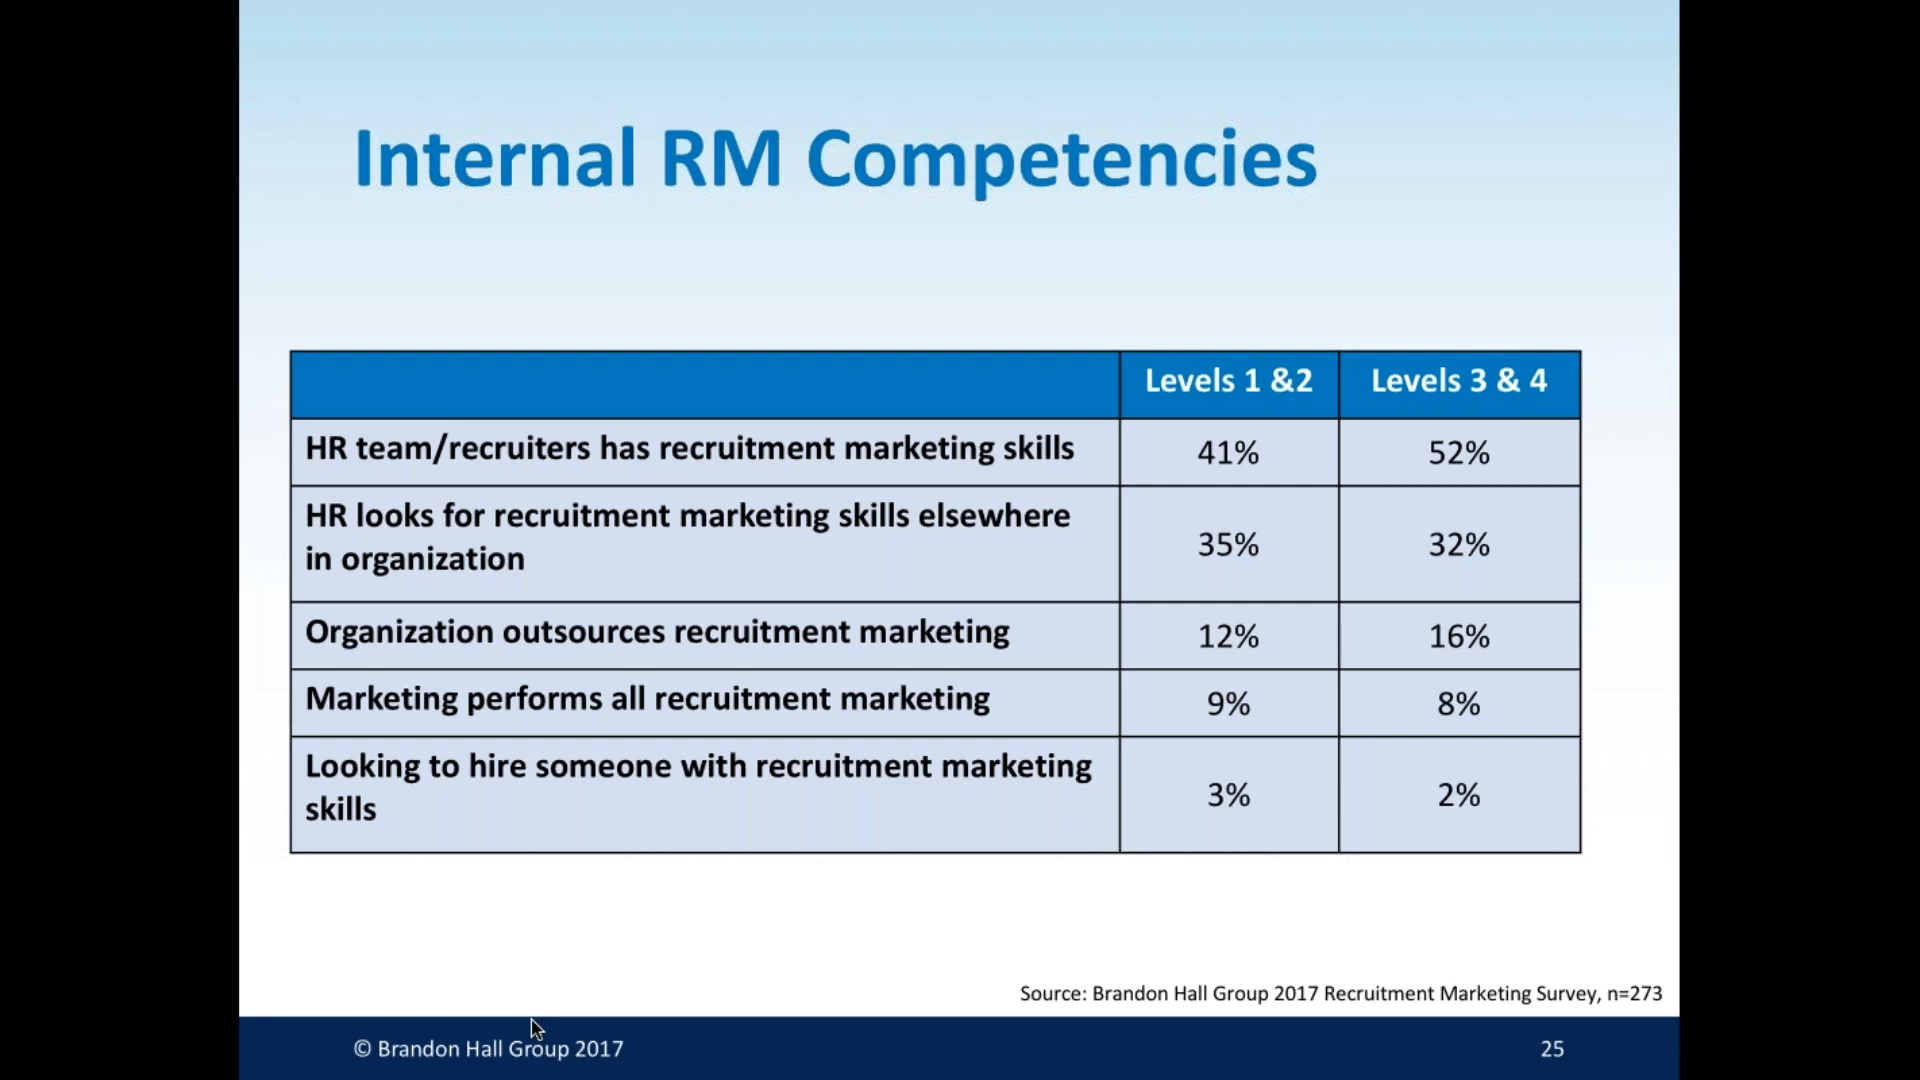 Internal RM Competencies
Levels 1 &2
Levels 3 & 4
HR team/recruiters has recruitment marketing skills
41%
52%
HR looks for recruitment marketing skills elsewhere
in organization
35%
32%
Organization outsources recruitment marketing
12%
16%
Marketing performs all recruitment marketing
9%
8%
Looking to hire someone with recruitment marketing
skills
3%
2%
Source: Brandon Hall Group 2017 Recruitment Marketing Survey, n=273
© Brandon Hall Group 2017
25